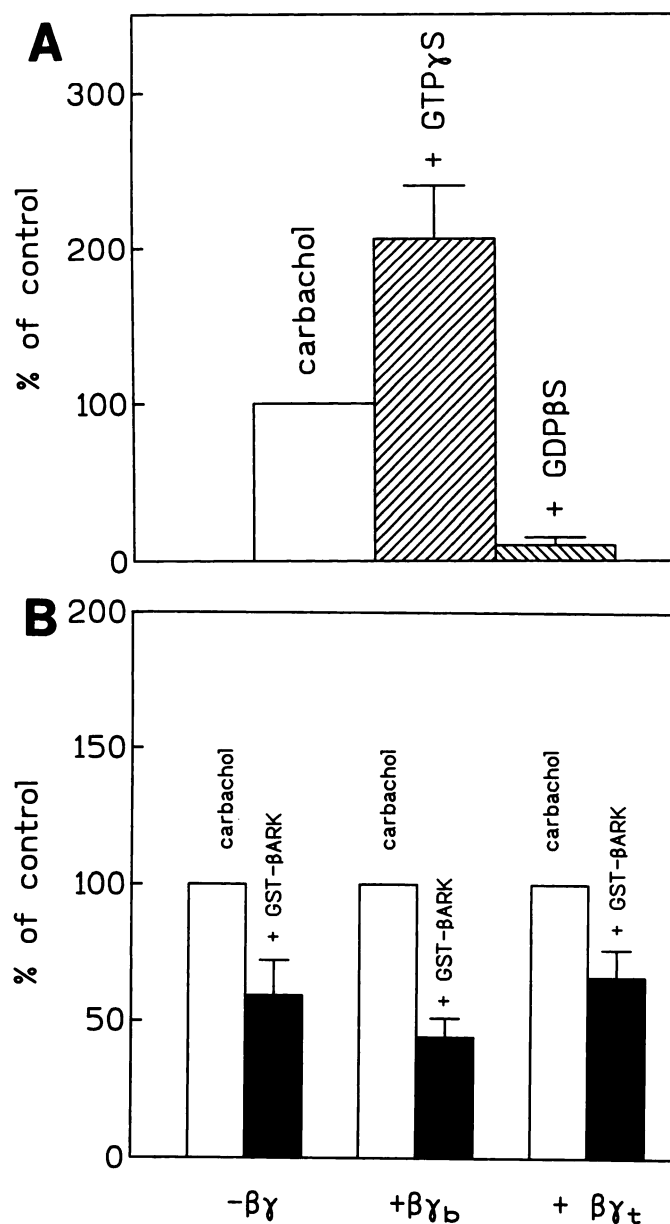 A
300
200
100
0
% of control
carbachol
+ GTPγS
+ GDPβS
B
200
150
100
50
0
% of control
carbachol
+ GST-βARK
carbachol
+ GST-βARK
carbachol
+ GST-βARK
-βγ
+βγb
+ βγt